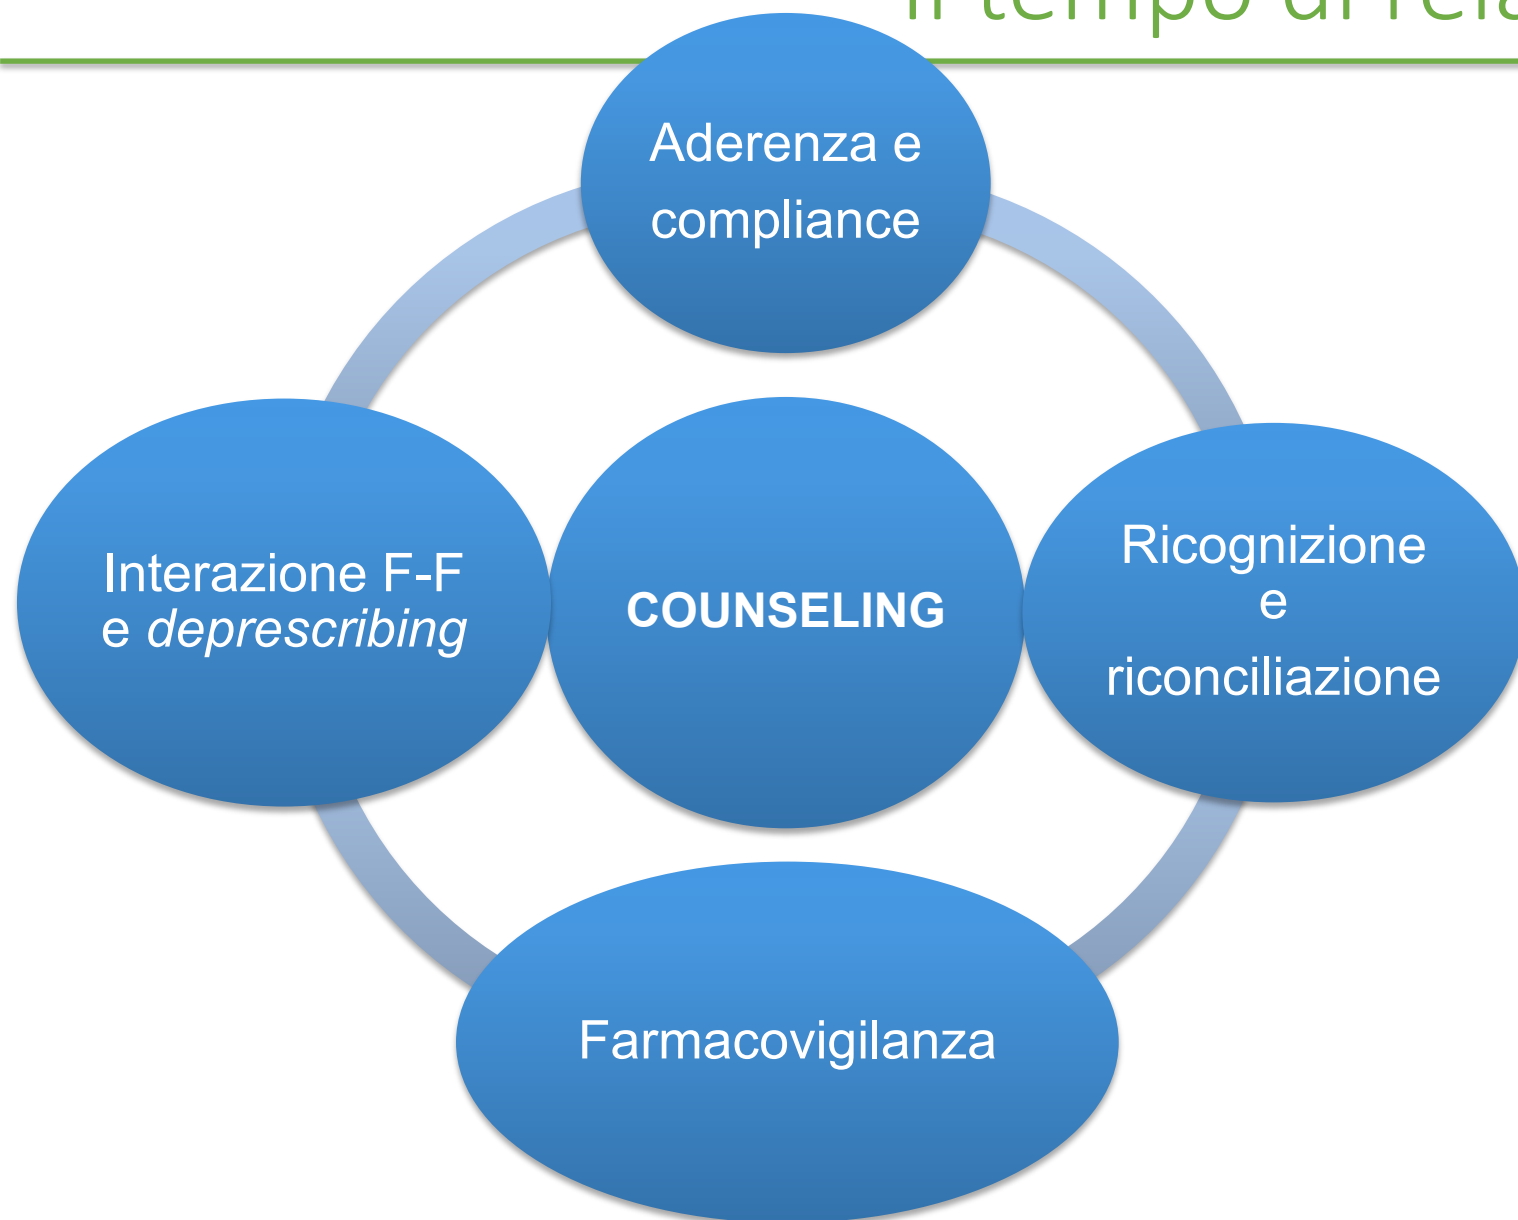 Aderenza e
compliance
Interazione F-F
e deprescribing
COUNSELING
Ricognizione
e
riconciliazione
Farmacovigilanza